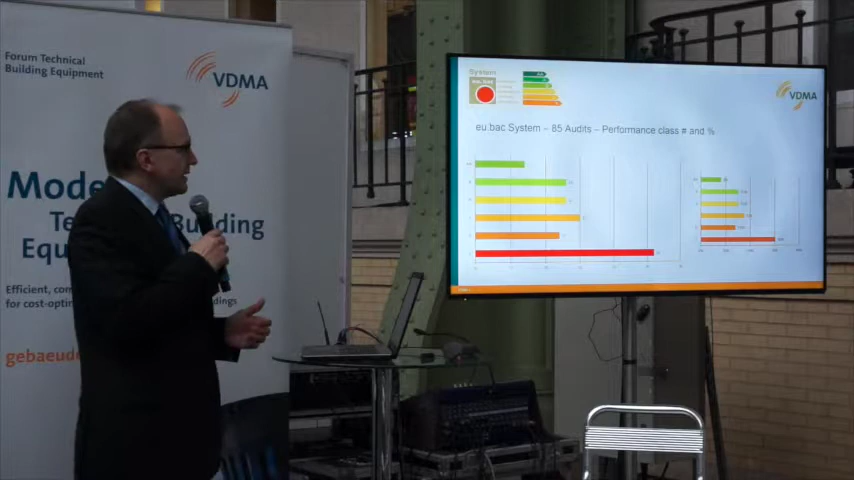 Forum Technical
Building Equipment
VDMA
Mode
Te Building
Equ
Efficient, co
for cost-opti dings
gebaeud
System
VDMA
eu.bac System – 85 Audits – Performance class # and %